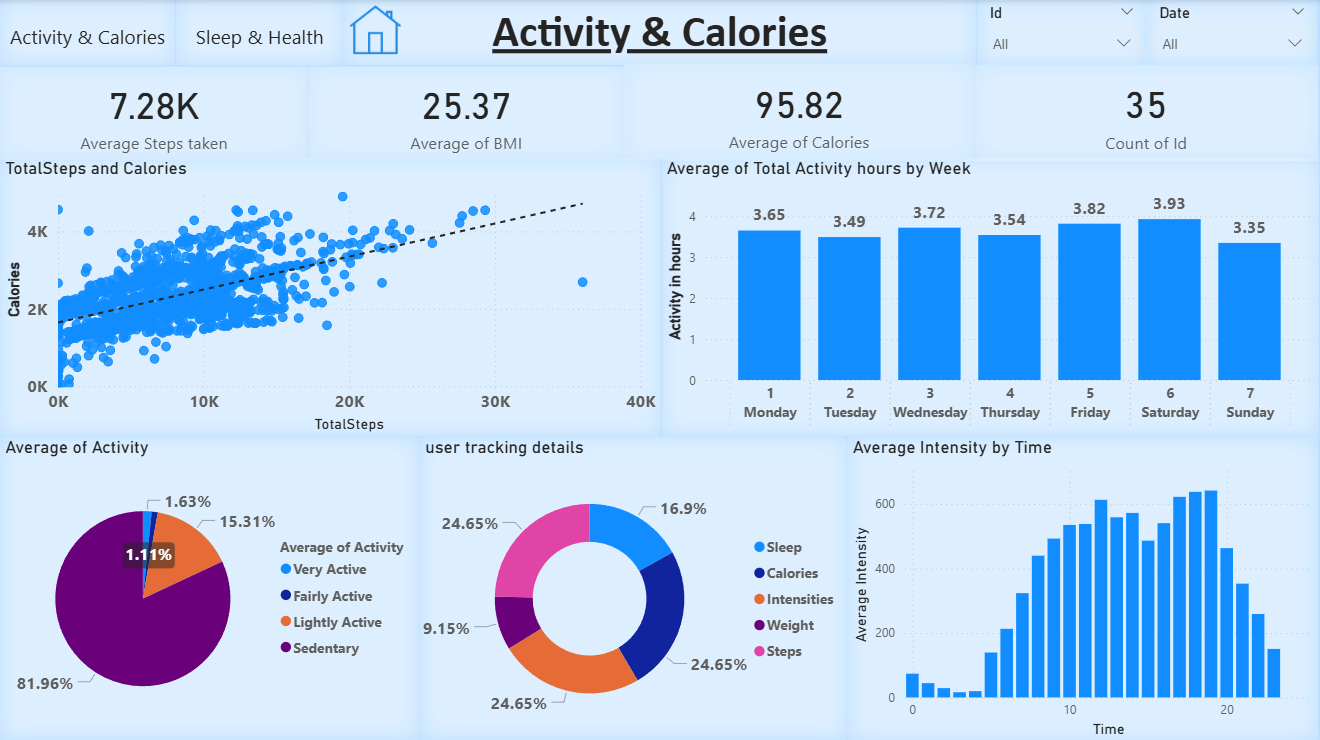 Activity & Calories
Sleep & Health
Activity & Calories
Id
All
Date
All
7.28K
Average Steps taken
25.37
Average of BMI
95.82
Average of Calories
35
Count of Id
TotalSteps and Calories
Calories
4K
2K
0K
0K 10K 20K 30K 40K
TotalSteps
Average of Total Activity hours by Week
Activity in hours
4
3
2
1
0
3.65 3.49 3.72 3.54 3.82 3.93 3.35
1 2 3 4 5 6 7
Monday Tuesday Wednesday Thursday Friday Saturday Sunday
Average of Activity
1.63%
15.31%
1.11%
81.96%
Average of Activity
Very Active
Fairly Active
Lightly Active
Sedentary
user tracking details
16.9%
24.65%
9.15%
24.65%
24.65%
Sleep
Calories
Intensities
Weight
Steps
Average Intensity by Time
Average Intensity
600
400
200
0
0 10 20
Time